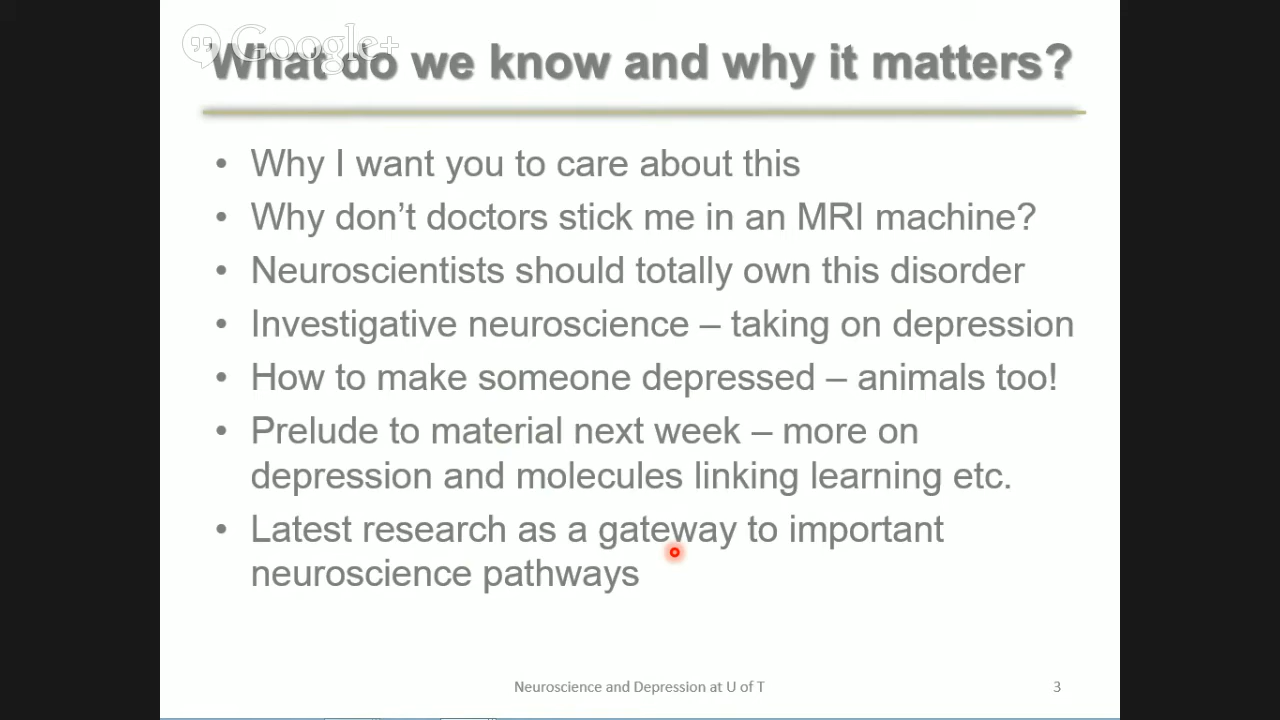 Google+
What do we know and why it matters?
• Why I want you to care about this
• Why don't doctors stick me in an MRI machine?
• Neuroscientists should totally own this disorder
• Investigative neuroscience – taking on depression
• How to make someone depressed – animals too!
• Prelude to material next week – more on
depression and molecules linking learning etc.
• Latest research as a gateway to important
neuroscience pathways
Neuroscience and Depression at U of T
3